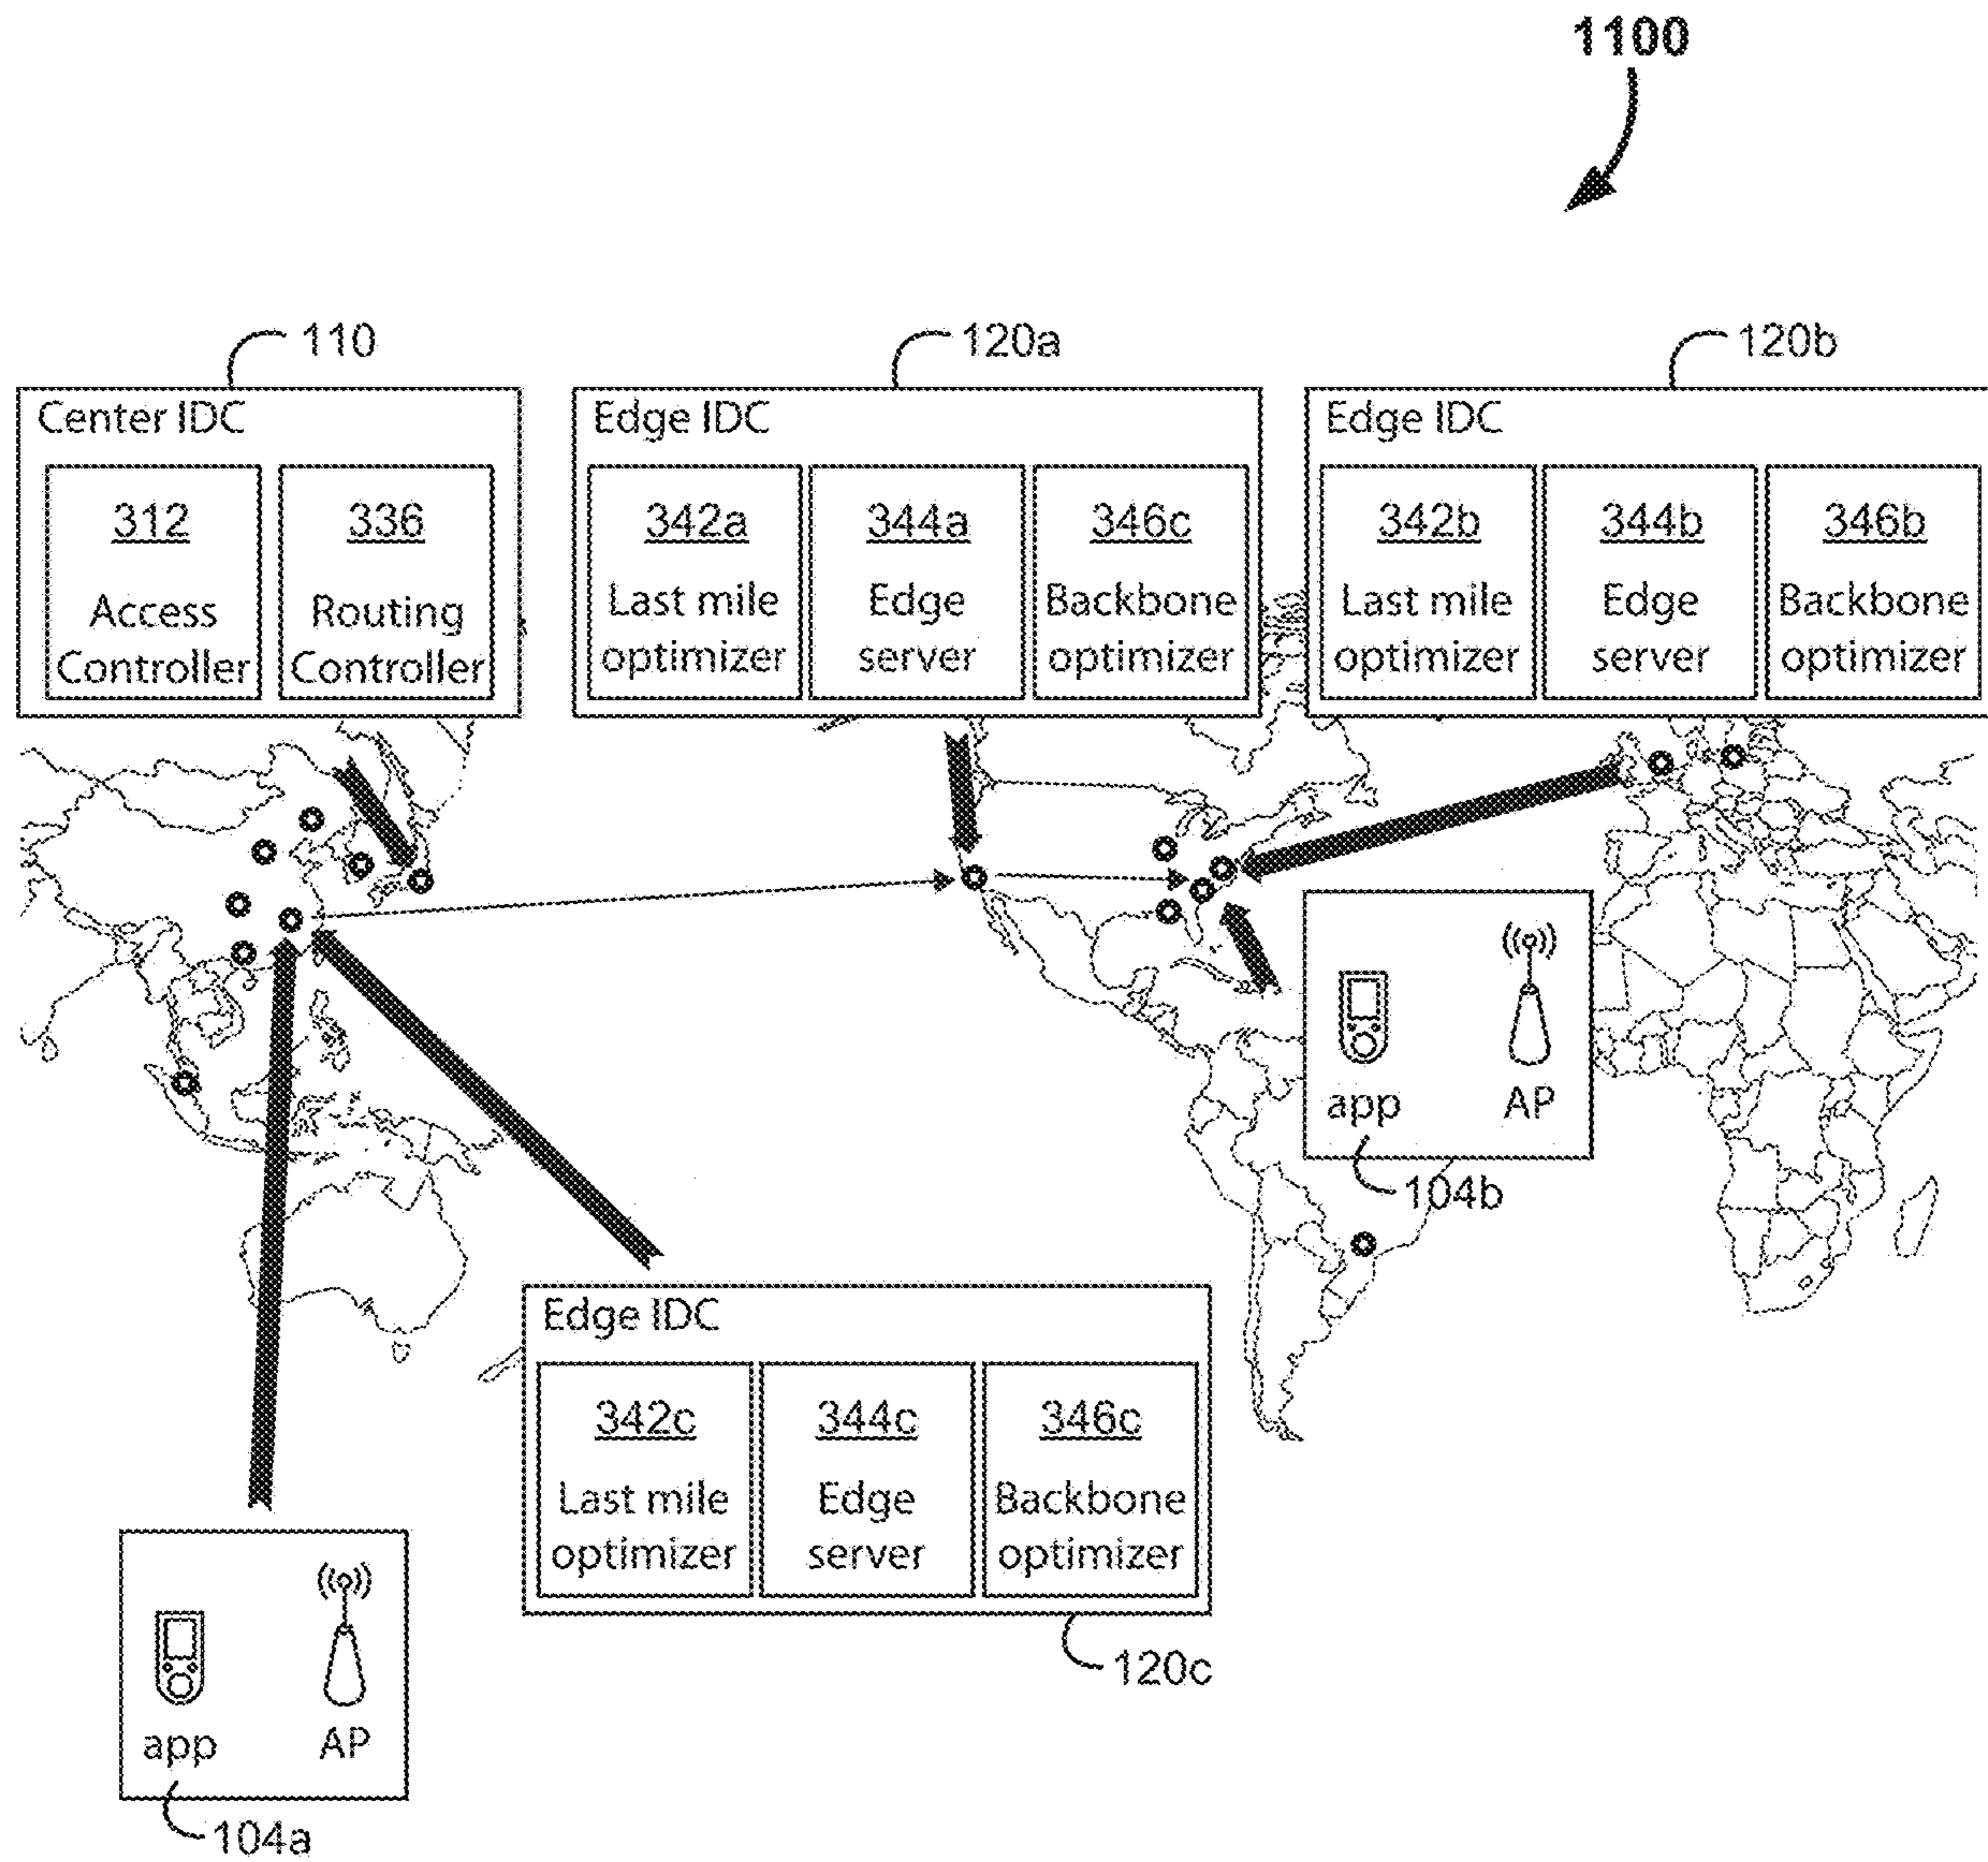 1100
110
120a
120b
Center IDC
312
Access
Controller
336
Routing
Controller
Edge IDC
342a
Last mile
optimizer
344a
Edge
server
346c
Backbone
optimizer
Edge IDC
342b
Last mile
optimizer
344b
Edge
server
346b
Backbone
optimizer
app
AP
104b
Edge IDC
342c
Last mile
optimizer
344c
Edge
server
346c
Backbone
optimizer
120c
app
AP
104a